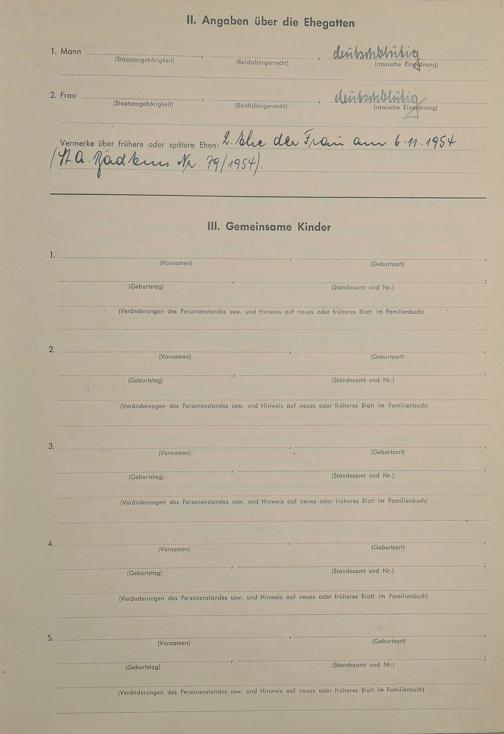 II. Angaben über die Ehegatten
1. Mann , , deutschblütig
(Staatsangehörigkeit) (Reichsbürgerrecht) (rassische Einordnung)
2. Frau , , deutschblütig
(Staatsangehörigkeit) (Reichsbürgerrecht) (rassische Einordnung)
Vermerke über frühere oder spätere Ehen: 2. Ehe der Frau am 6.11.1954
(St. A. Nr. 79/1954).
III. Gemeinsame Kinder
1. , ;
(Vornamen) (Geburtsort)
(Geburtstag) (Standesamt und Nr.)
(Veränderungen des Personenstandes usw. und Hinweis auf neues oder früheres Blatt im Familienbuch)
2. , ;
(Vornamen) (Geburtsort)
(Geburtstag) (Standesamt und Nr.)
(Veränderungen des Personenstandes usw. und Hinweis auf neues oder früheres Blatt im Familienbuch)
3. , ;
(Vornamen) (Geburtsort)
(Geburtstag) (Standesamt und Nr.)
(Veränderungen des Personenstandes usw. und Hinweis auf neues oder früheres Blatt im Familienbuch)
4. , ;
(Vornamen) (Geburtsort)
(Geburtstag) (Standesamt und Nr.)
(Veränderungen des Personenstandes usw. und Hinweis auf neues oder früheres Blatt im Familienbuch)
5. , ;
(Vornamen) (Geburtsort)
(Geburtstag) (Standesamt und Nr.)
(Veränderungen des Personenstandes usw. und Hinweis auf neues oder früheres Blatt im Familienbuch)